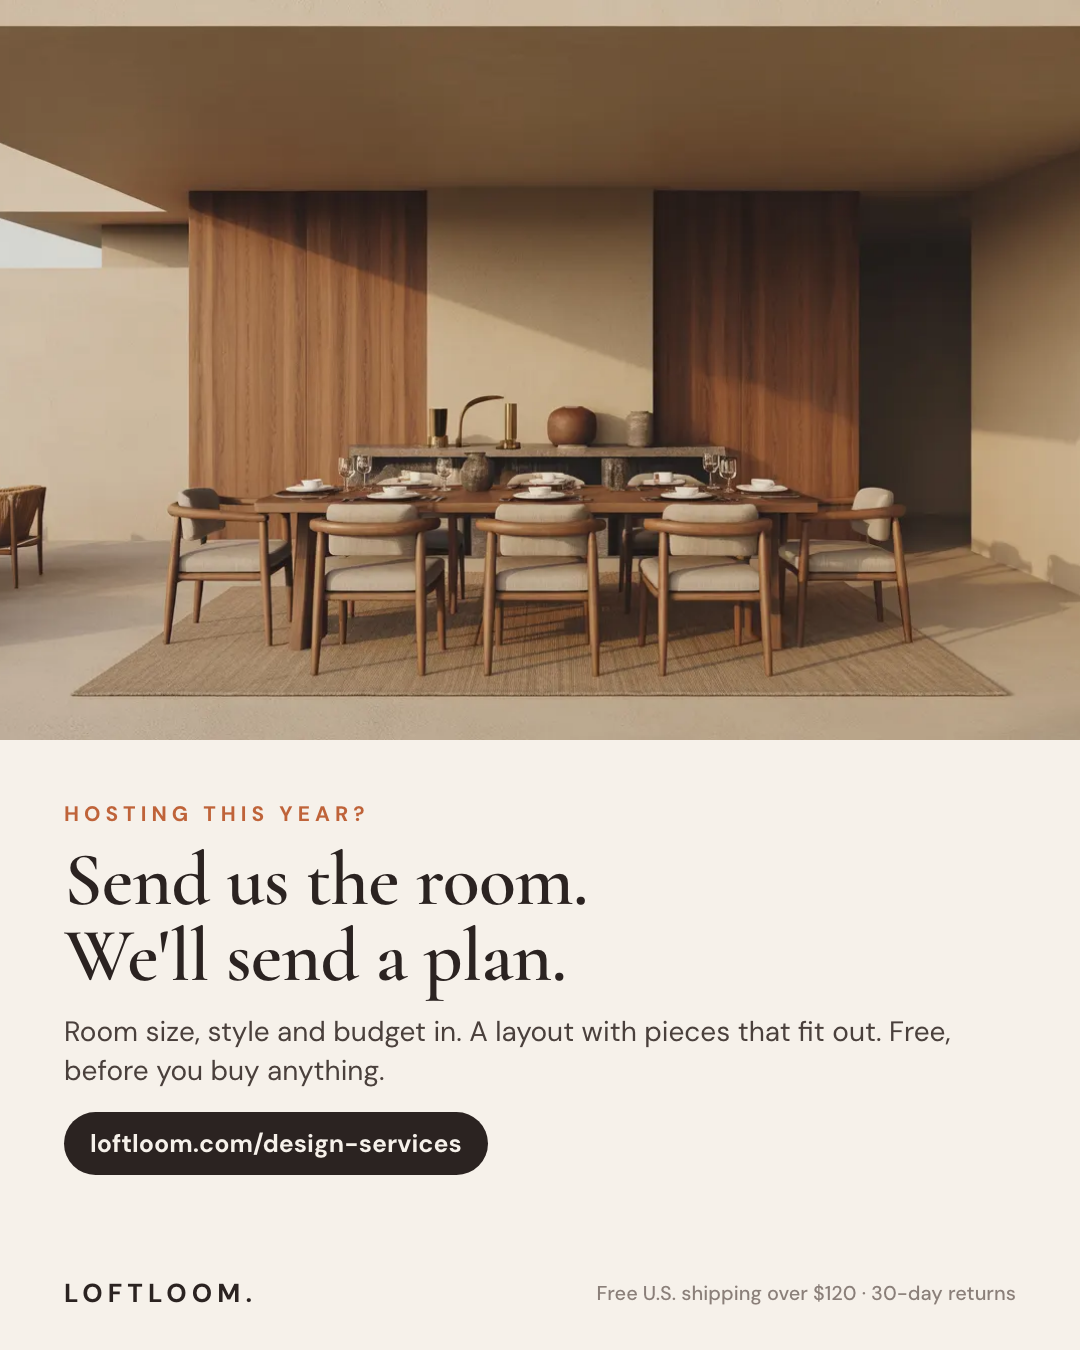 HOSTING THIS YEAR?
Send us the room.
We'll send a plan.
Room size, style and budget in. A layout with pieces that fit out. Free,
before you buy anything.
loftloom.com/design-services
LOFTLOOM.
Free U.S. shipping over $120 · 30-day returns